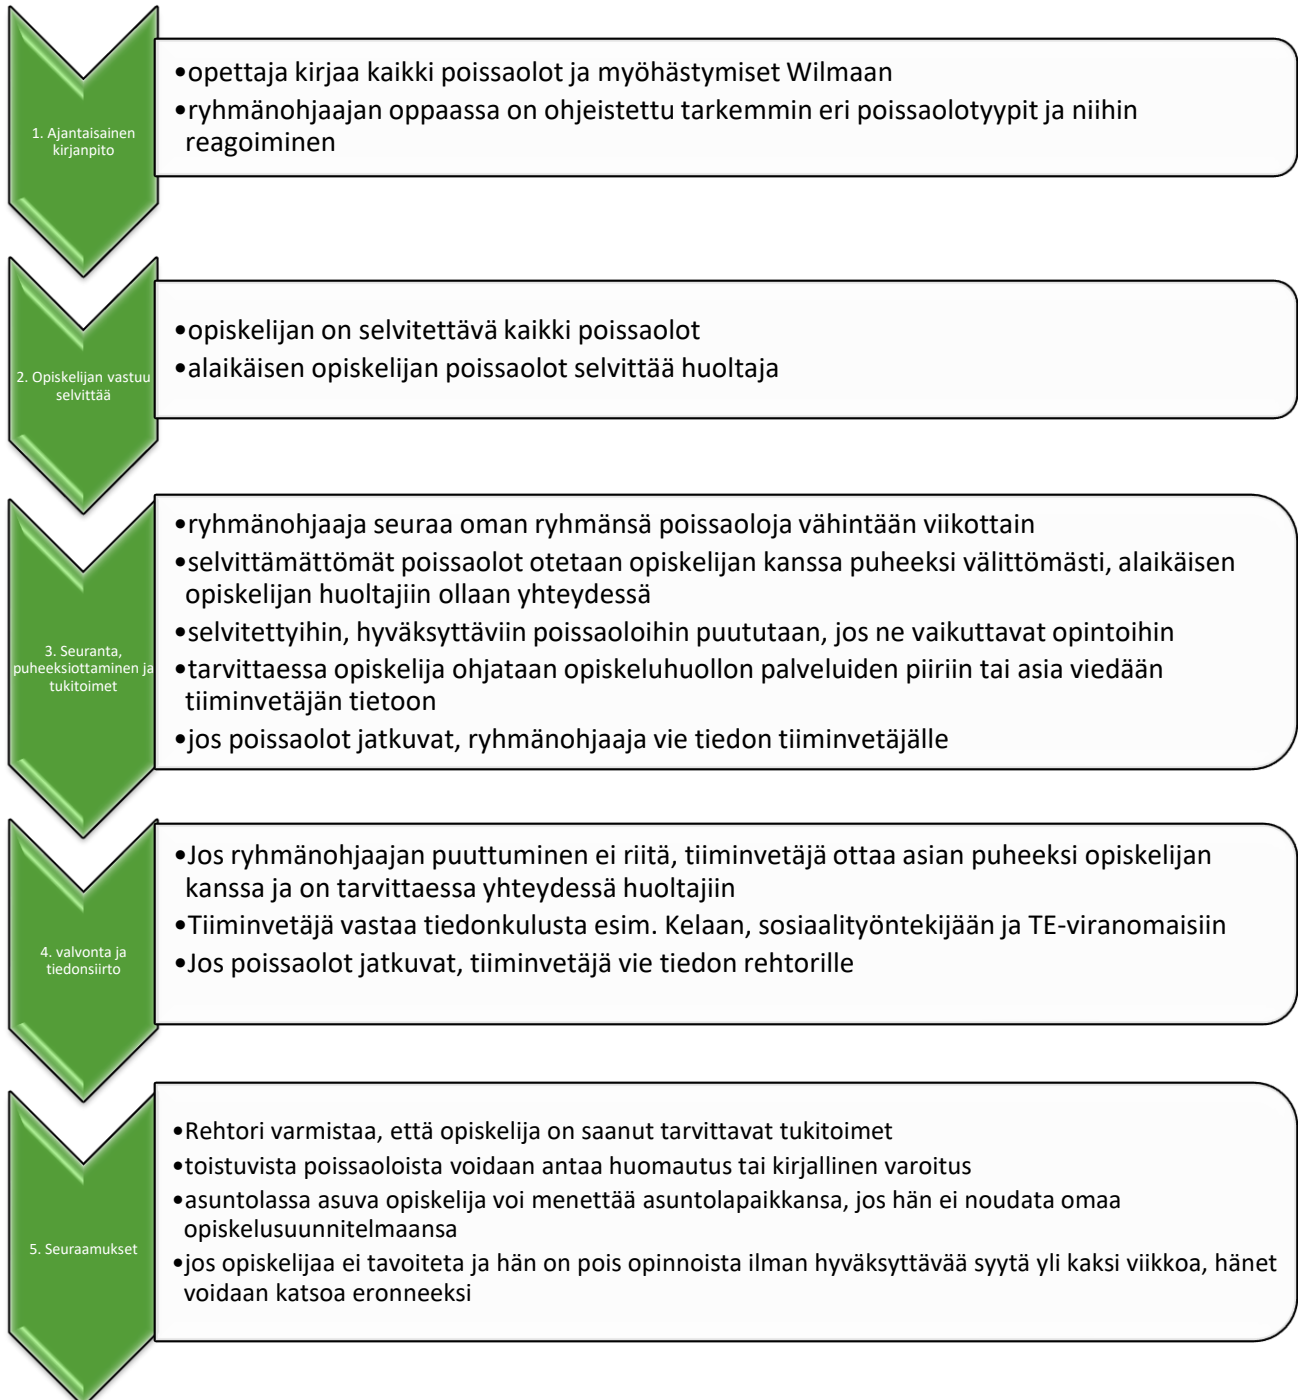 1. Ajantaisainen
kirjanpito
•opettaja kirjaa kaikki poissaolot ja myöhästymiset Wilmaan
•ryhmänohjaajan oppaassa on ohjeistettu tarkemmin eri poissaolotyypit ja niihin
reagoiminen
2. Opiskelijan vastuu
selvittää
•opiskelijan on selvitettävä kaikki poissaolot
•alaikäisen opiskelijan poissaolot selvittää huoltaja
3. Seuranta,
puheeksiottaminen ja
tukitoimet
•ryhmänohjaaja seuraa oman ryhmänsä poissaoloja vähintään viikottain
•selvittämättömät poissaolot otetaan opiskelijan kanssa puheeksi välittömästi, alaikäisen
opiskelijan huoltajiin ollaan yhteydessä
•selvitettyihin, hyväksyttäviin poissaoloihin puututaan, jos ne vaikuttavat opintoihin
•tarvittaessa opiskelija ohjataan opiskeluhuollon palveluiden piiriin tai asia viedään
tiiminvetäjän tietoon
•jos poissaolot jatkuvat, ryhmänohjaaja vie tiedon tiiminvetäjälle
4. valvonta ja
tiedonsiirto
•Jos ryhmänohjaajan puuttuminen ei riitä, tiiminvetäjä ottaa asian puheeksi opiskelijan
kanssa ja on tarvittaessa yhteydessä huoltajiin
•Tiiminvetäjä vastaa tiedonkulusta esim. Kelaan, sosiaalityöntekijään ja TE-viranomaisiin
•Jos poissaolot jatkuvat, tiiminvetäjä vie tiedon rehtorille
5. Seuraamukset
•Rehtori varmistaa, että opiskelija on saanut tarvittavat tukitoimet
•toistuvista poissaoloista voidaan antaa huomautus tai kirjallinen varoitus
•asuntolassa asuva opiskelija voi menettää asuntolapaikkansa, jos hän ei noudata omaa
opiskelusuunnitelmaansa
•jos opiskelijaa ei tavoiteta ja hän on pois opinnoista ilman hyväksyttävää syytä yli kaksi viikkoa, hänet
voidaan katsoa eronneeksi